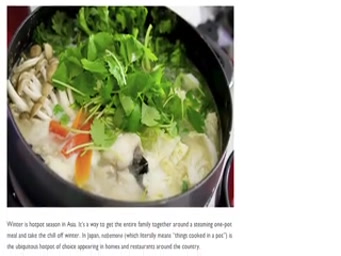 Winter is hotpot season in Asia. It's a way to get the entire family together around a steaming one-pot
meal and take the chill off winter. In Japan, nabemono (which literally means "things cooked in a pot") is
the ubiquitous hotpot of choice appearing in homes and restaurants around the country.